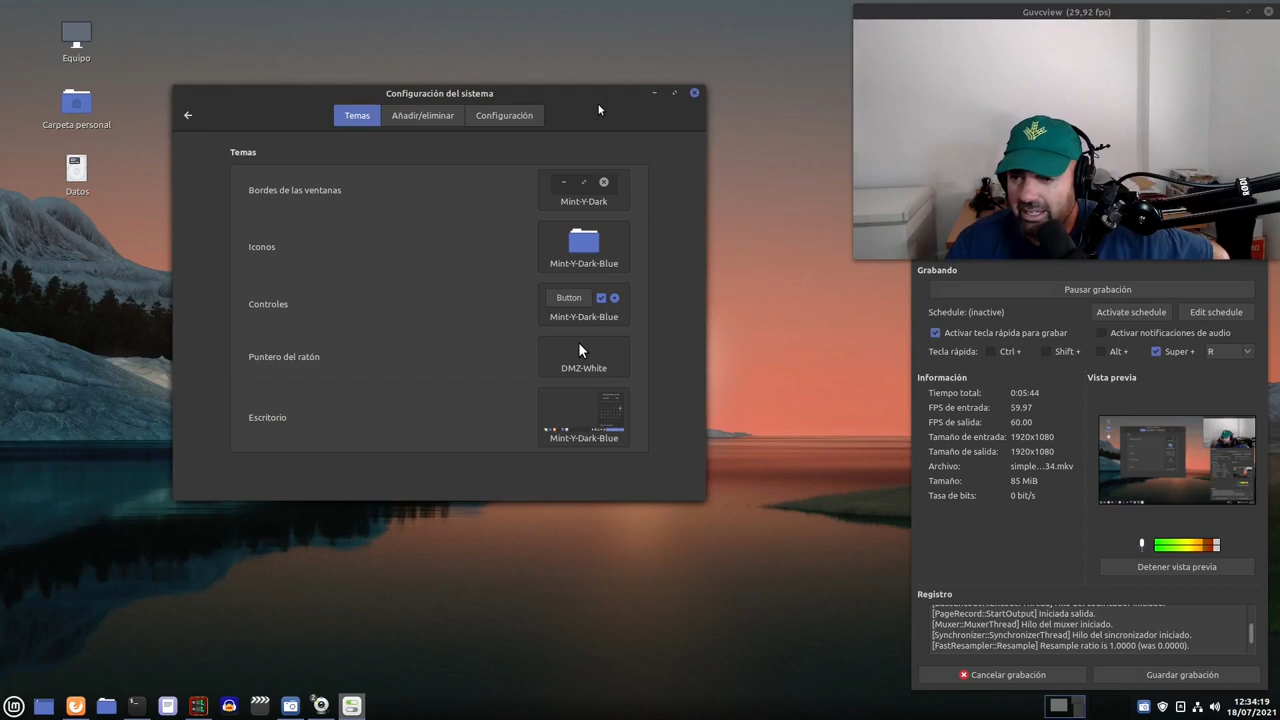 Equipo
Carpeta personal
Datos
Configuración del sistema
Temas
Añadir/eliminar
Configuración
Temas
Bordes de las ventanas
Mint-Y-Dark
Iconos
Mint-Y-Dark-Blue
Controles
Button
Mint-Y-Dark-Blue
Puntero del ratón
DMZ-White
Escritorio
Mint-Y-Dark-Blue
Guvcview (29,92 fps)
Grabando
Pausar grabación
Schedule: (inactive)
Activate schedule
Edit schedule
Activar tecla rápida para grabar
Activar notificaciones de audio
Tecla rápida:
Ctrl +
Shift +
Alt +
Super +
R
Información
Tiempo total: 0:05:44
FPS de entrada: 59.97
FPS de salida: 60.00
Tamaño de entrada: 1920x1080
Tamaño de salida: 1920x1080
Archivo: simple...34.mkv
Tamaño: 85 MiB
Tasa de bits: 0 bit/s
Vista previa
Detener vista previa
Registro
[PageRecord::StartOutput] Iniciada salida.
[Muxer::MuxerThread] Hilo del muxer iniciado.
[Synchronizer::SynchronizerThread] Hilo del sincronizador iniciado.
[FastResampler::Resample] Resample ratio is 1.0000 (was 0.0000).
Cancelar grabación
Guardar grabación
12:34:19
18/07/2021